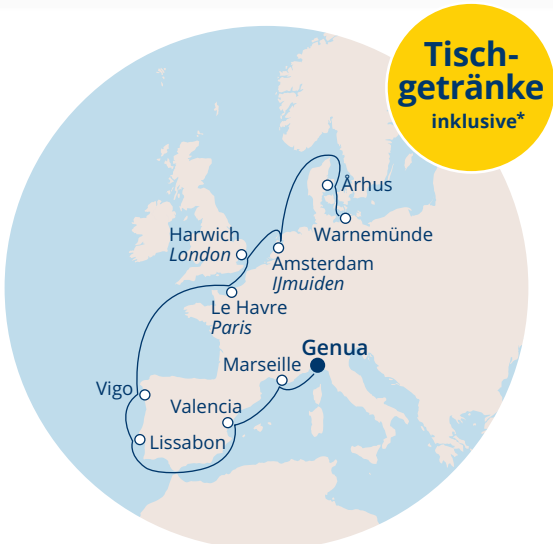 Tisch-
getränke
inklusive*
Århus
Warnemünde
Harwich
London
Amsterdam
IJmuiden
Le Havre
Paris
Genua
Marseille
Vigo
Valencia
Lissabon